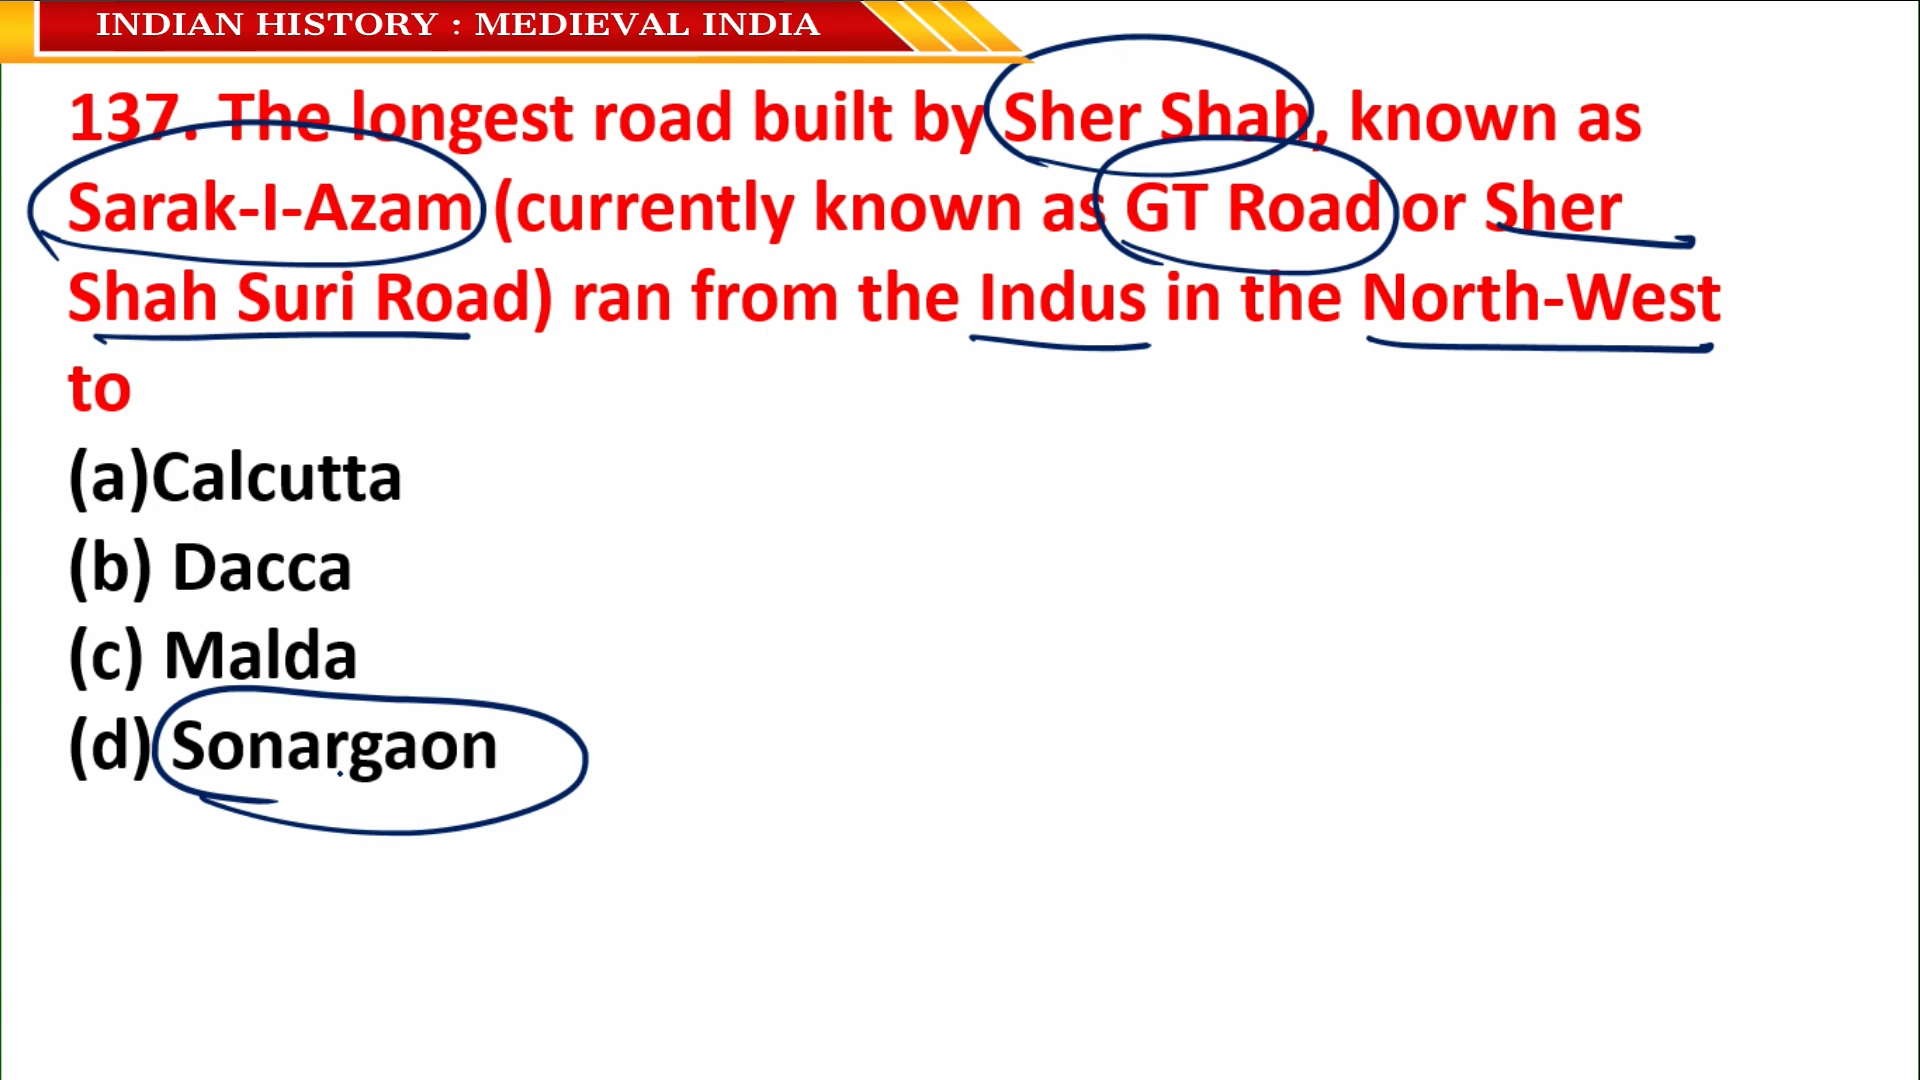 INDIAN HISTORY : MEDIEVAL INDIA
137. The longest road built by Sher Shah, known as
Sarak-I-Azam (currently known as GT Road or Sher
Shah Suri Road) ran from the Indus in the North-West
to
(a)Calcutta
(b) Dacca
(c) Malda
(d) Sonargaon